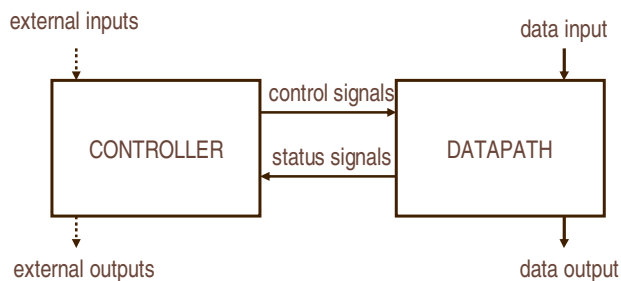 external inputs
data input
control signals
CONTROLLER
status signals
DATAPATH
external outputs
data output